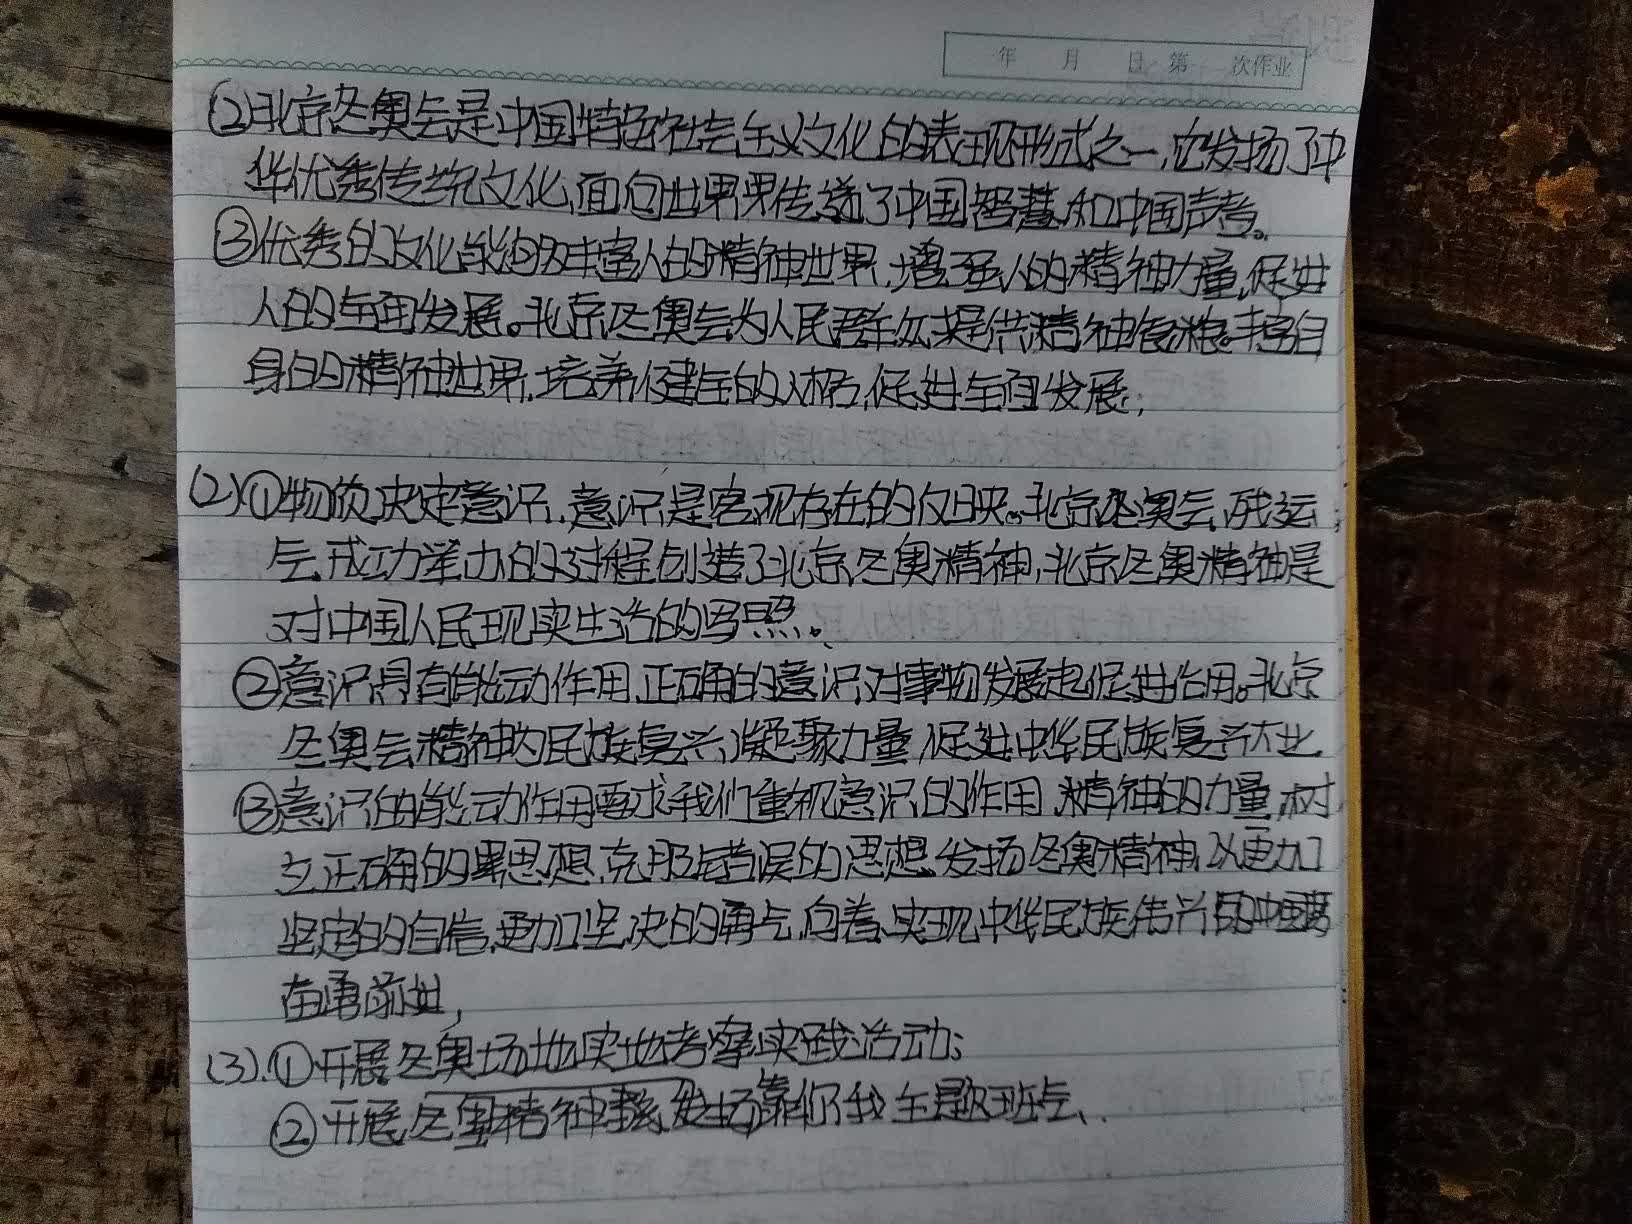 年 月 日 第 次作业
②北京冬奥会是中国特色社会主义文化的表现形式之一,它发扬了中
华优秀传统文化,面向世界传递了中国智慧和中国声音。
③优秀的文化能够丰富人的精神世界,增强人的精神力量,促进
人的全面发展。北京冬奥会为人民群众提供精神食粮,丰富自
身的精神世界,培养健全的人格,促进全面发展;
(2)①物质决定意识,意识是客观存在的反映。北京冬奥会、残运
会成功举办的过程创造了北京冬奥精神,北京冬奥精神是
对中国人民现实生活的写照。
②意识具有能动作用,正确的意识对事物发展起促进作用。北京
冬奥会精神为民族复兴凝聚力量,促进中华民族复兴大业
③意识的能动作用要求我们重视意识的作用,精神的力量,树
立正确的思想,克服错误的思想,发扬冬奥精神,以更加
坚定的自信,更加坚决的勇气,向着实现中华民族伟兴的中国梦
奋勇前进,
(3).①开展冬奥场地实地考察实践活动;
②开展冬奥精神 发扬靠你我主题班会、